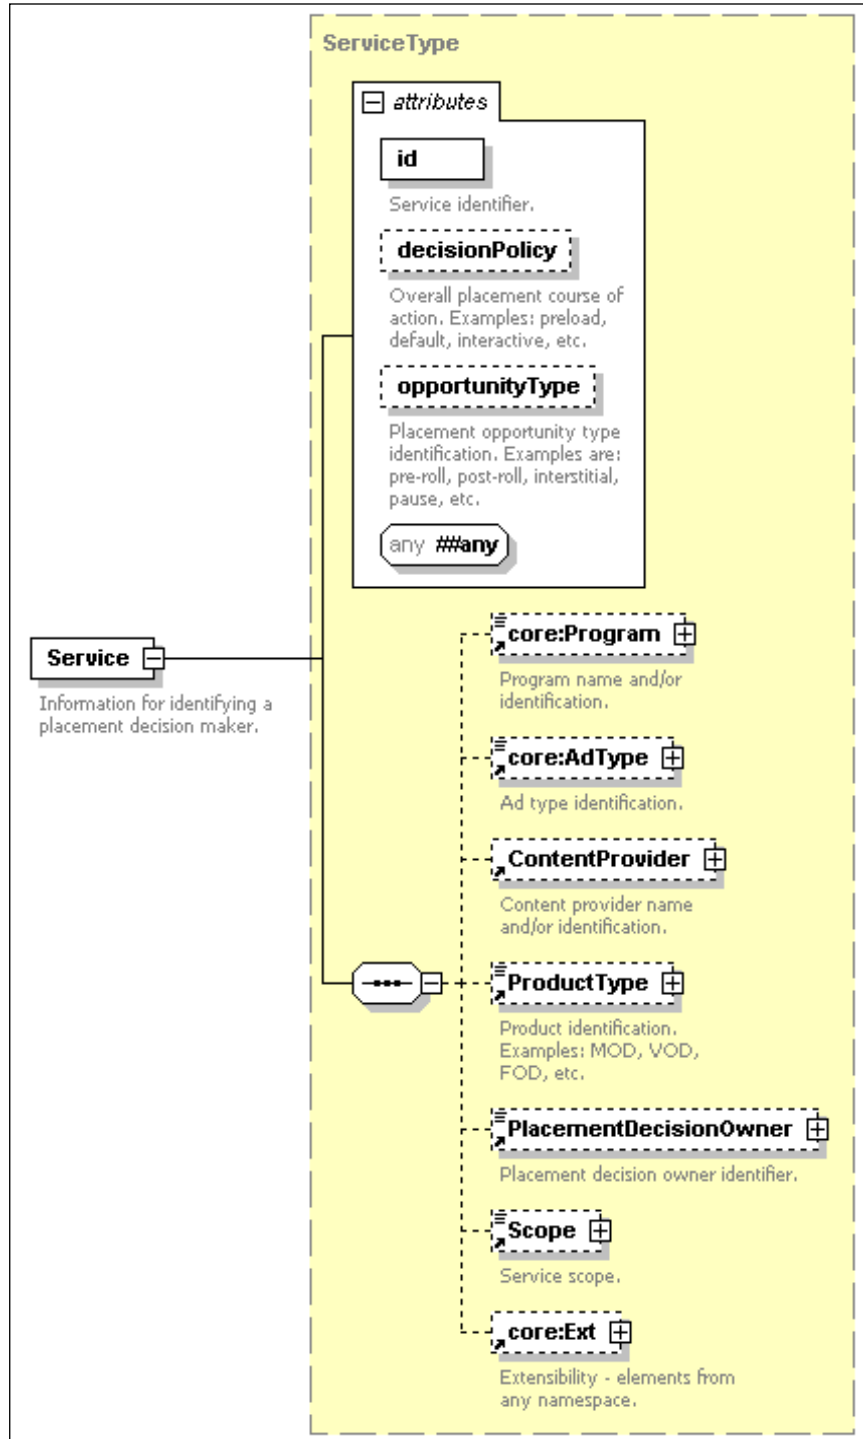 ServiceType
attributes
id
Service identifier.
decisionPolicy
Overall placement course of
action. Examples: preload,
default, interactive, etc.
opportunityType
Placement opportunity type
identification. Examples are:
pre-roll, post-roll, interstitial,
pause, etc.
any ##any
Service
Information for identifying a
placement decision maker.
core:Program
Program name and/or
identification.
core:AdType
Ad type identification.
ContentProvider
Content provider name
and/or identification.
ProductType
Product identification.
Examples: MOD, VOD,
FOD, etc.
PlacementDecisionOwner
Placement decision owner identifier.
Scope
Service scope.
core:Ext
Extensibility - elements from
any namespace.